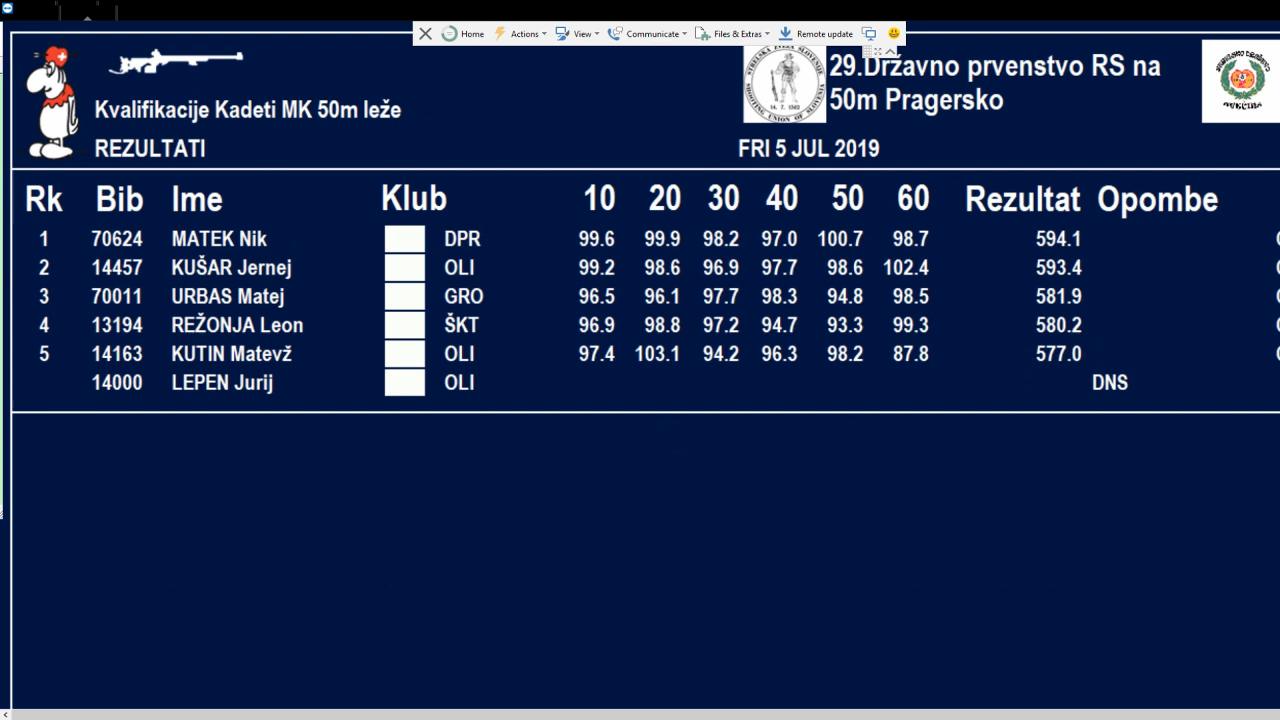 Home Actions View Communicate Files & Extras Remote update
29.Državno prvenstvo RS na
50m Pragersko
Kvalifikacije Kadeti MK 50m leže
14. 7. 1562
REZULTATI FRI 5 JUL 2019
Rk Bib Ime Klub 10 20 30 40 50 60 Rezultat Opombe
1 70624 MATEK Nik DPR 99.6 99.9 98.2 97.0 100.7 98.7 594.1
2 14457 KUŠAR Jernej OLI 99.2 98.6 96.9 97.7 98.6 102.4 593.4
3 70011 URBAS Matej GRO 96.5 96.1 97.7 98.3 94.8 98.5 581.9
4 13194 REŽONJA Leon ŠKT 96.9 98.8 97.2 94.7 93.3 99.3 580.2
5 14163 KUTIN Matevž OLI 97.4 103.1 94.2 96.3 98.2 87.8 577.0
14000 LEPEN Jurij OLI DNS